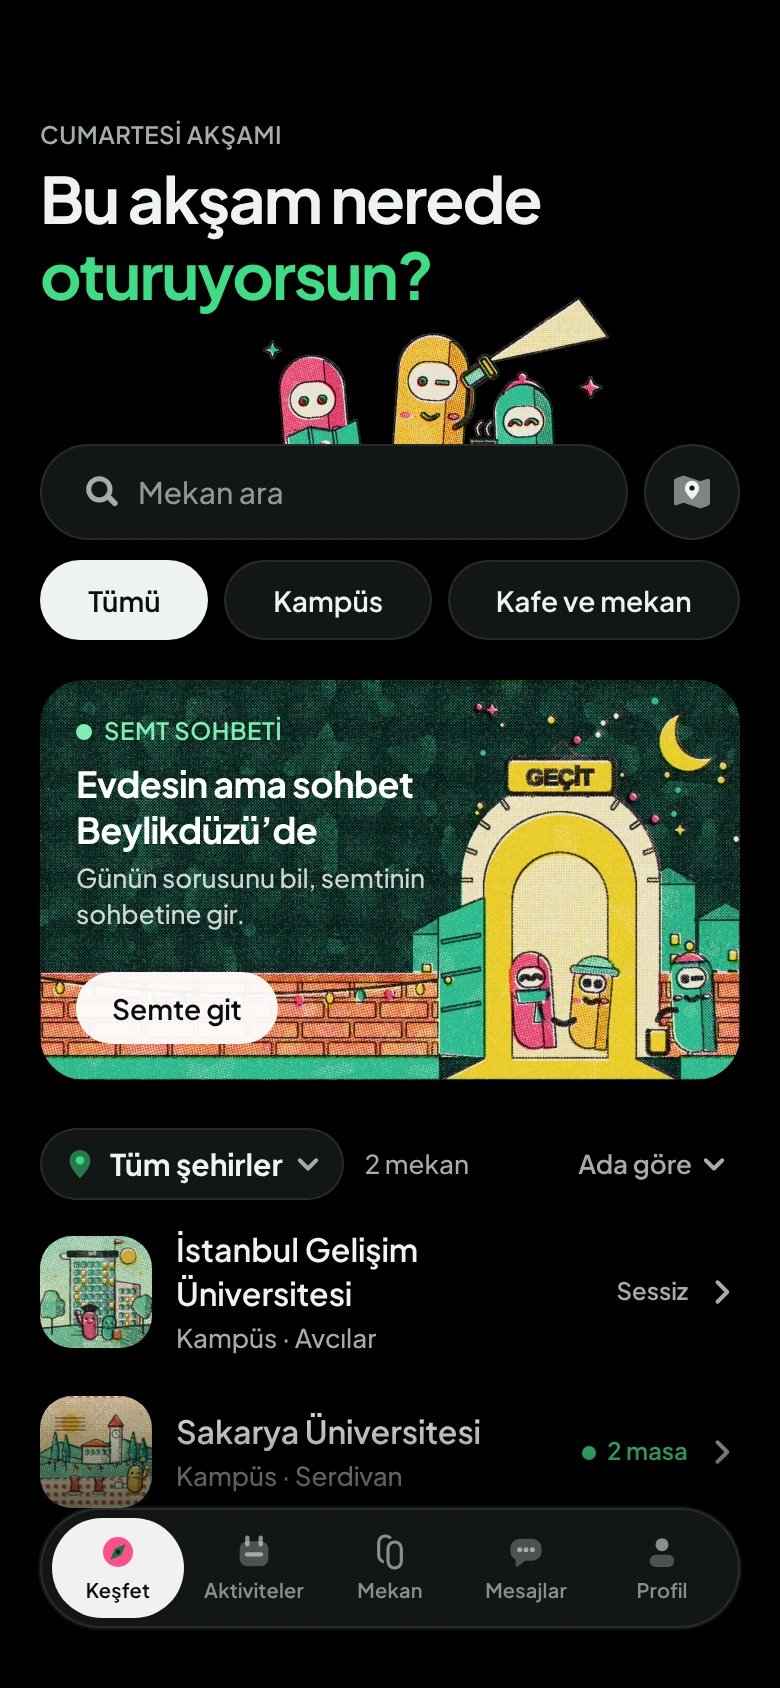 CUMARTESİ AKŞAMI
Bu akşam nerede
oturuyorsun?
Mekan ara
Tümü
Kampüs
Kafe ve mekan
SEMT SOHBETİ
GEÇİT
Evdesin ama sohbet
Beylikdüzü’de
Günün sorusunu bil, semtinin
sohbetine gir.
Semte git
Tüm şehirler
2 mekan
Ada göre
İstanbul Gelişim
Üniversitesi
Kampüs · Avcılar
Sessiz
Sakarya Üniversitesi
Kampüs · Serdivan
2 masa
Keşfet
Aktiviteler
Mekan
Mesajlar
Profil